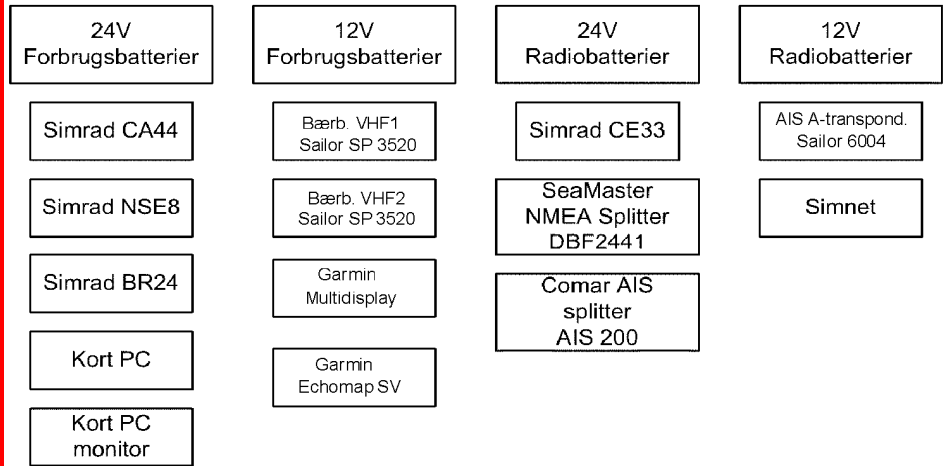 24V
Forbrugsbatterier
Simrad CA44
Simrad NSE8
Simrad BR24
Kort PC
Kort PC
monitor
12V
Forbrugsbatterier
Bærb. VHF1
Sailor SP 3520
Bærb. VHF2
Sailor SP 3520
Garmin
Multidisplay
Garmin
Echomap SV
24V
Radiobatterier
Simrad CE33
SeaMaster
NMEA Splitter
DBF2441
Comar AIS
splitter
AIS 200
12V
Radiobatterier
AIS A-transpond.
Sailor 6004
Simnet